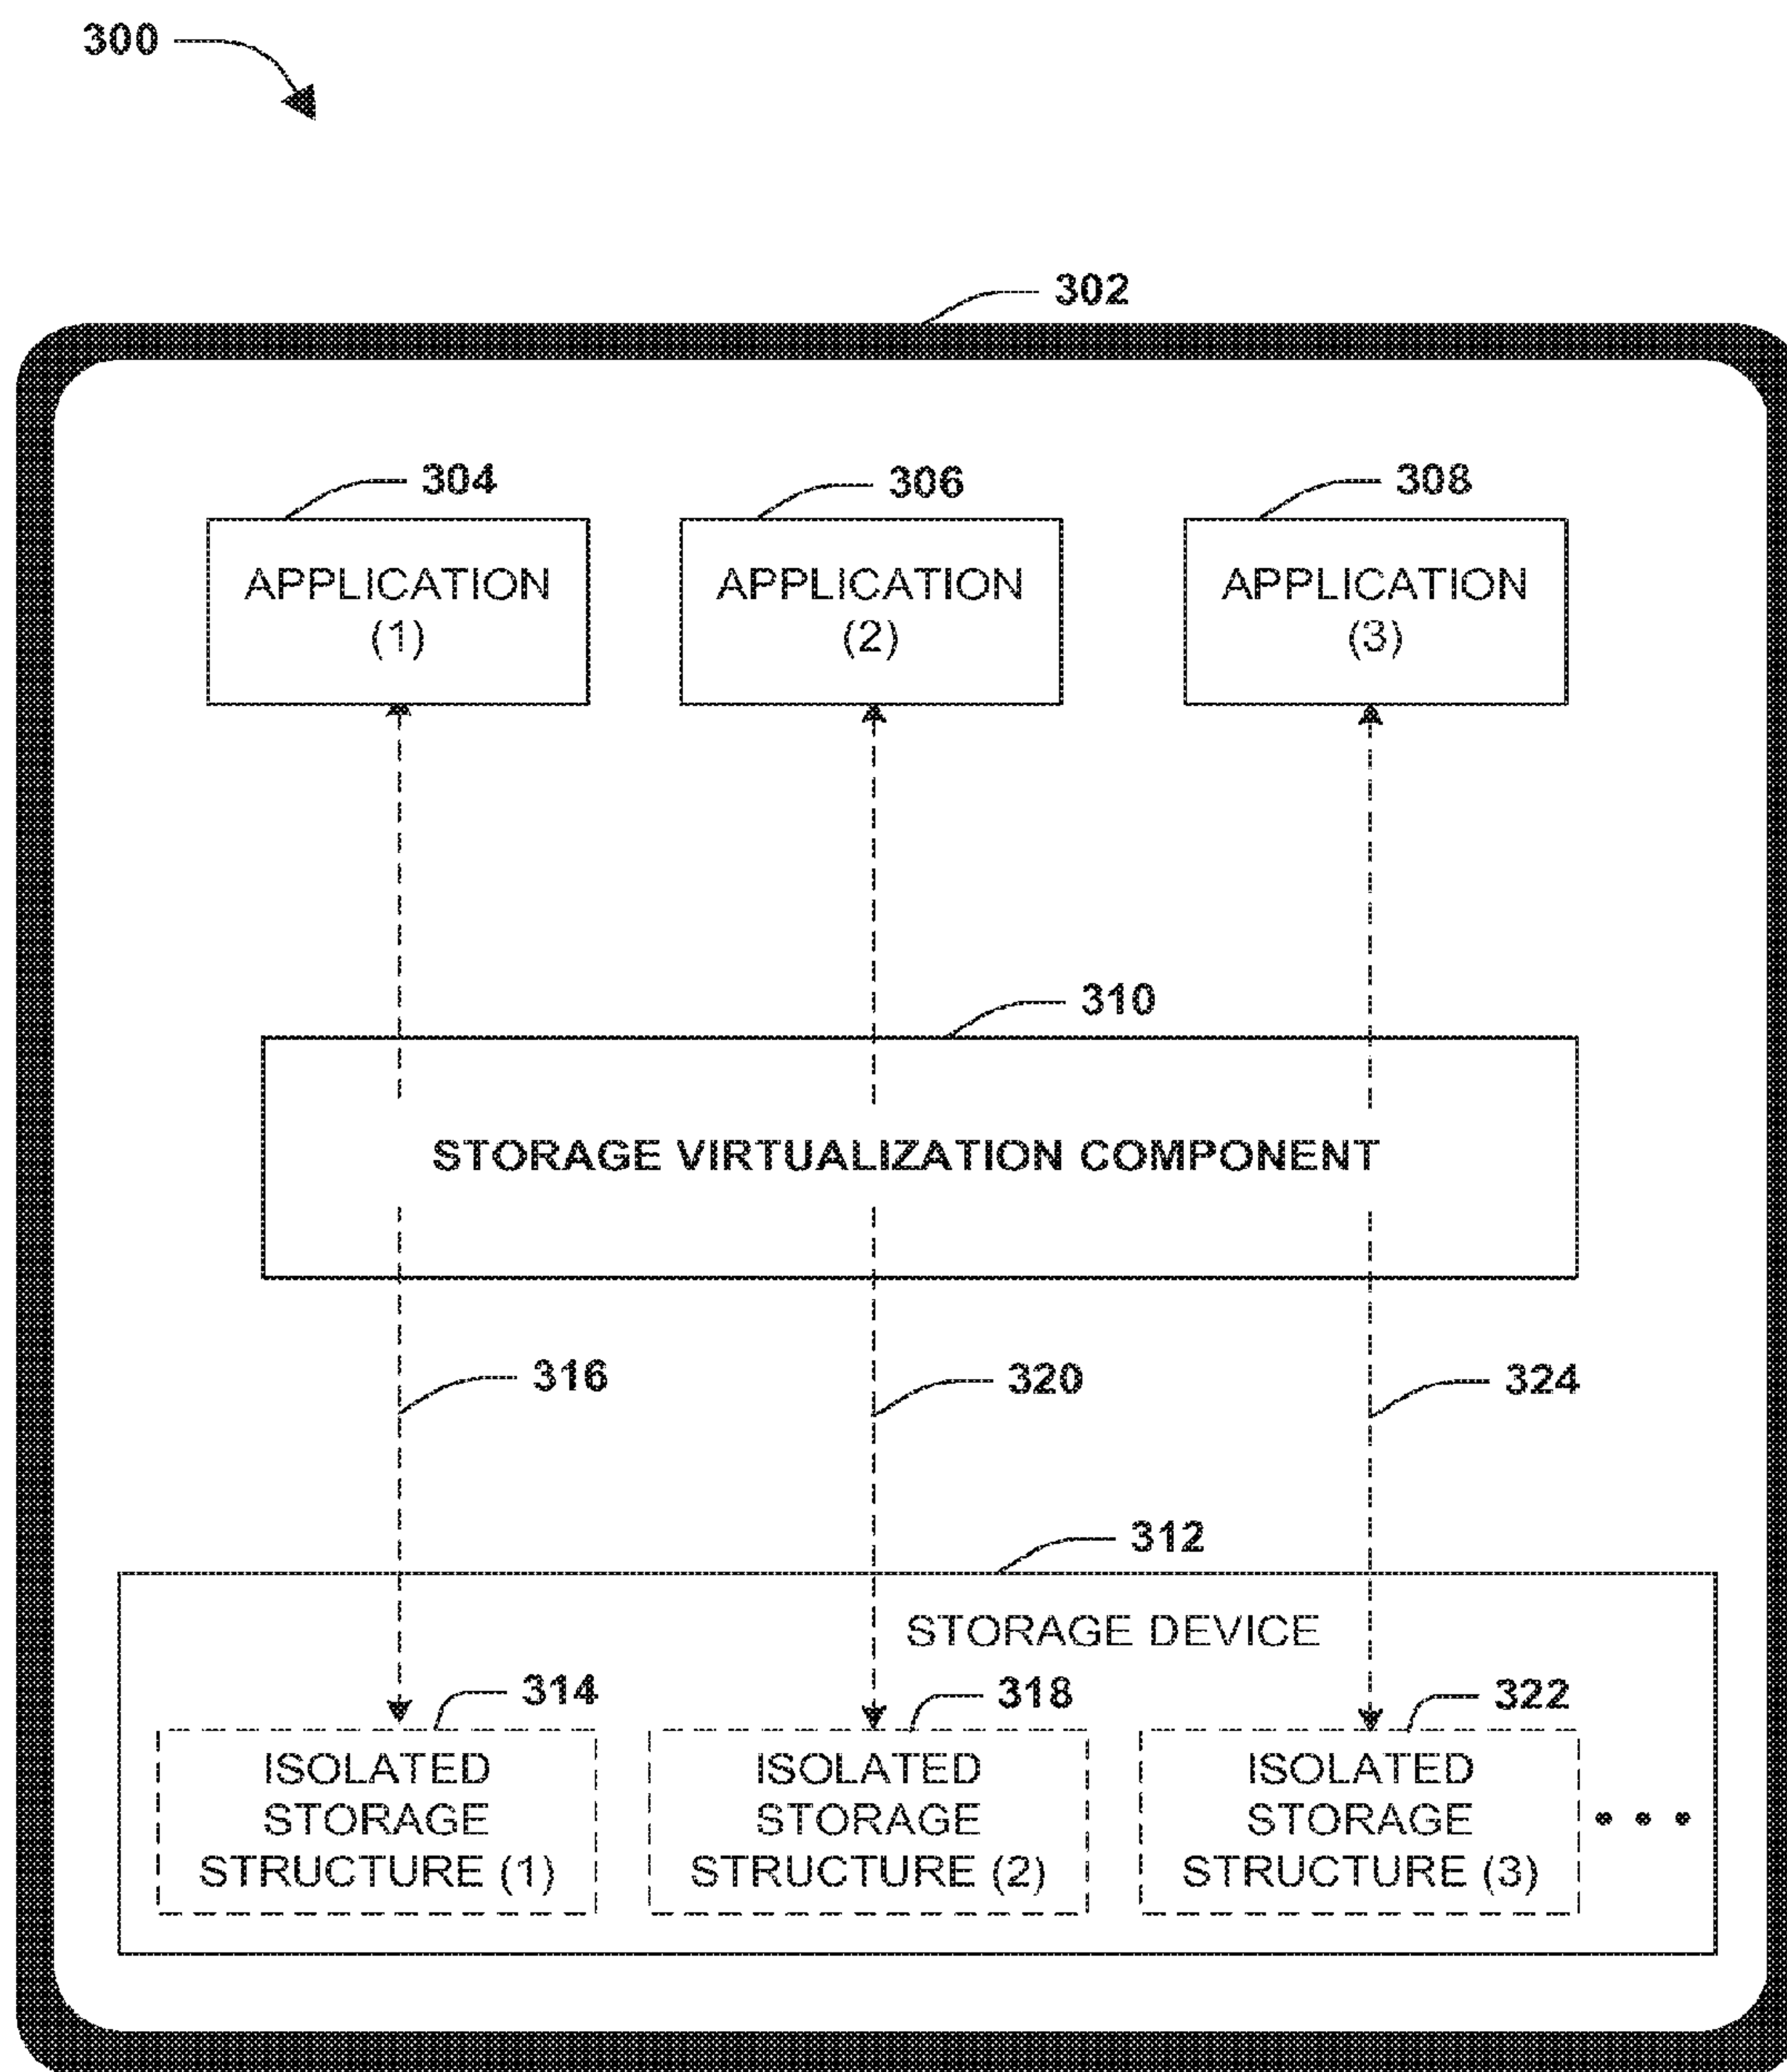 300
302
304
306
308
APPLICATION
(1)
APPLICATION
(2)
APPLICATION
(3)
310
STORAGE VIRTUALIZATION COMPONENT
316
320
324
312
STORAGE DEVICE
314
318
322
ISOLATED
STORAGE
STRUCTURE (1)
ISOLATED
STORAGE
STRUCTURE (2)
ISOLATED
STORAGE
STRUCTURE (3)
• • •